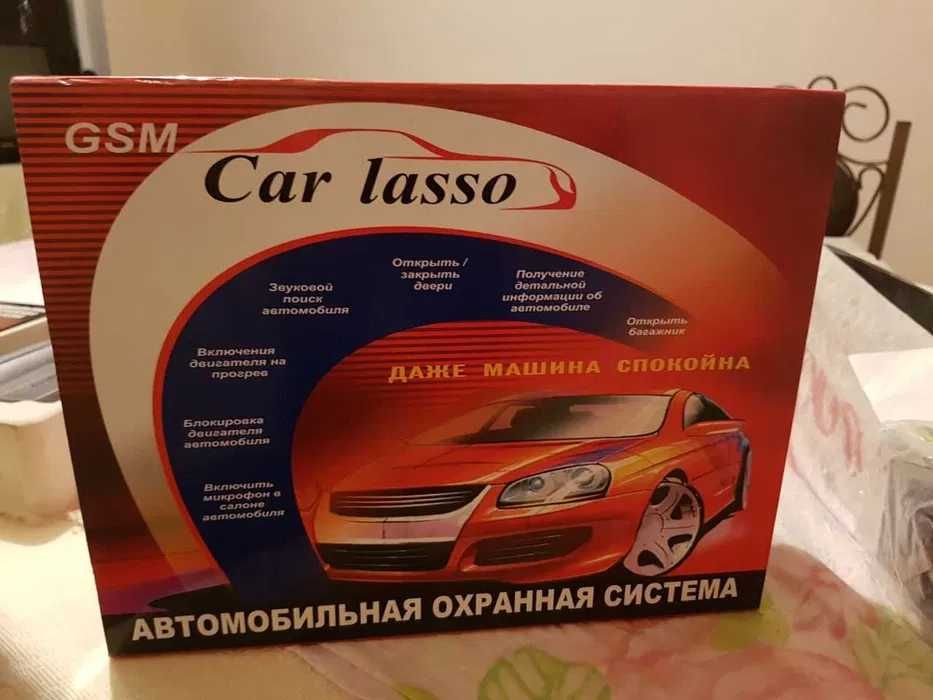 GSM
Car lasso
Открыть /
закрыть
двери
Звуковой
поиск
автомобиля
Получение
детальной
информации об
автомобиле
Открыть
багажник
Включения
двигателя на
прогрев
ДАЖЕ МАШИНА СПОКОЙНА
Блокировка
двигателя
автомобиля
Включить
микрофон в
салоне
автомобиля
АВТОМОБИЛЬНАЯ ОХРАННАЯ СИСТЕМА